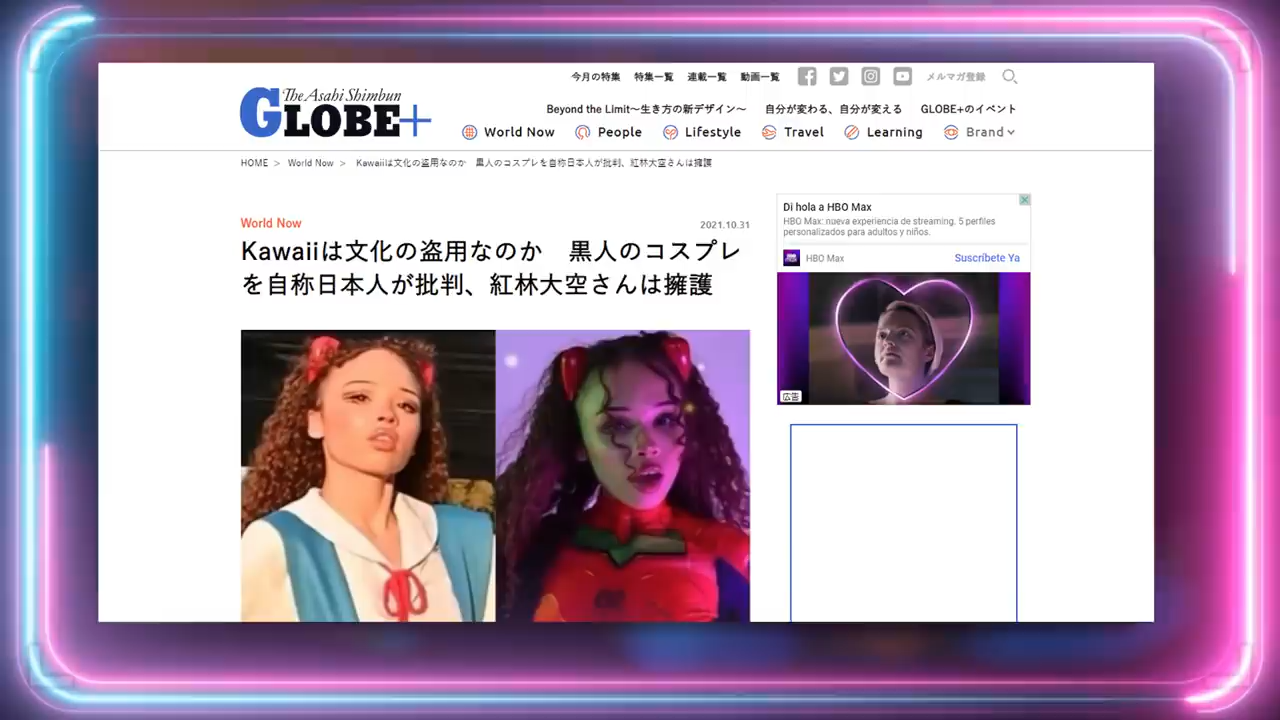 The Asahi Shimbun
GLOBE+
今月の特集 特集一覧 連載一覧 動画一覧 メルマガ登録
Beyond the Limit〜生き方の新デザイン〜 自分が変わる、自分が変える GLOBE+のイベント
World Now People Lifestyle Travel Learning Brand
HOME > World Now > Kawaiiは文化の盗用なのか 黒人のコスプレを自称日本人が批判、紅林大空さんは擁護
World Now
2021.10.31
Kawaiiは文化の盗用なのか 黒人のコスプレ
を自称日本人が批判、紅林大空さんは擁護
Di hola a HBO Max
HBO Max: nueva experiencia de streaming. 5 perfiles
personalizados para adultos y niños.
HBO Max Suscríbete Ya
広告